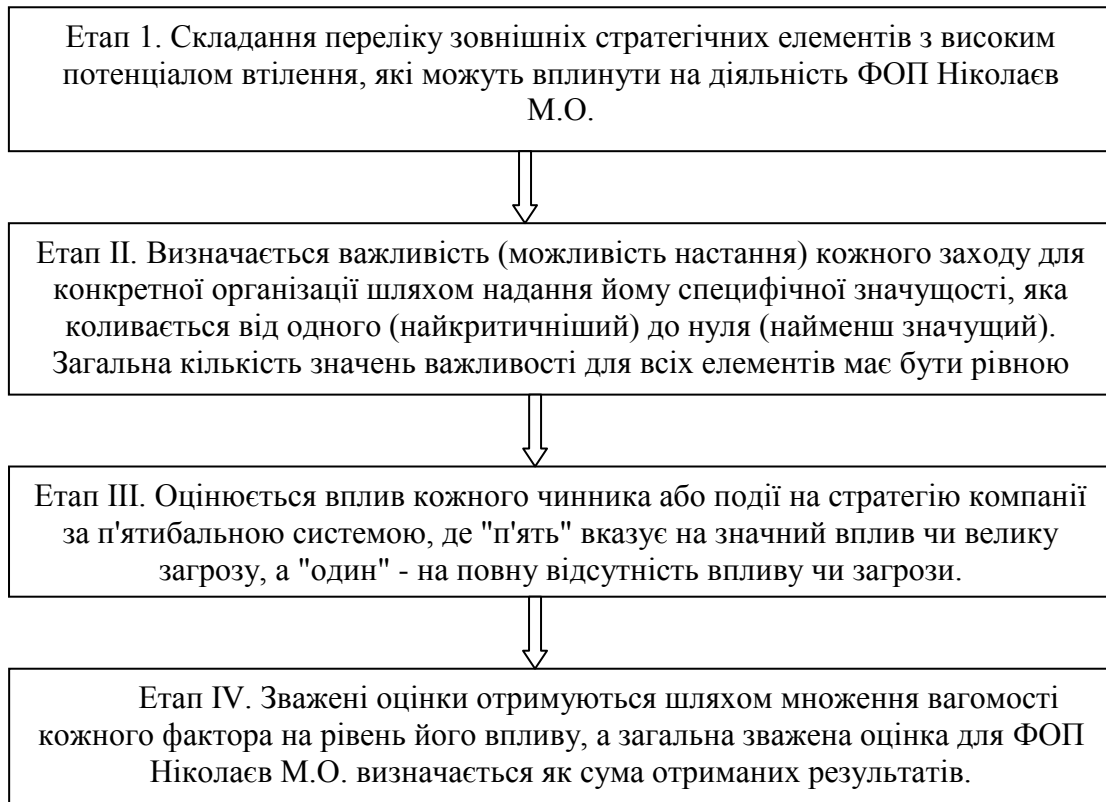 Етап 1. Складання переліку зовнішніх стратегічних елементів з високим
потенціалом втілення, які можуть вплинути на діяльність ФОП Ніколаєв
М.О.
Етап II. Визначається важливість (можливість настання) кожного заходу для
конкретної організації шляхом надання йому специфічної значущості, яка
коливається від одного (найкритичніший) до нуля (найменш значущий).
Загальна кількість значень важливості для всіх елементів має бути рівною
Етап III. Оцінюється вплив кожного чинника або події на стратегію компанії
за п'ятибальною системою, де "п'ять" вказує на значний вплив чи велику
загрозу, а "один" - на повну відсутність впливу чи загрози.
Етап IV. Зважені оцінки отримуються шляхом множення вагомості
кожного фактора на рівень його впливу, а загальна зважена оцінка для ФОП
Ніколаєв М.О. визначається як сума отриманих результатів.